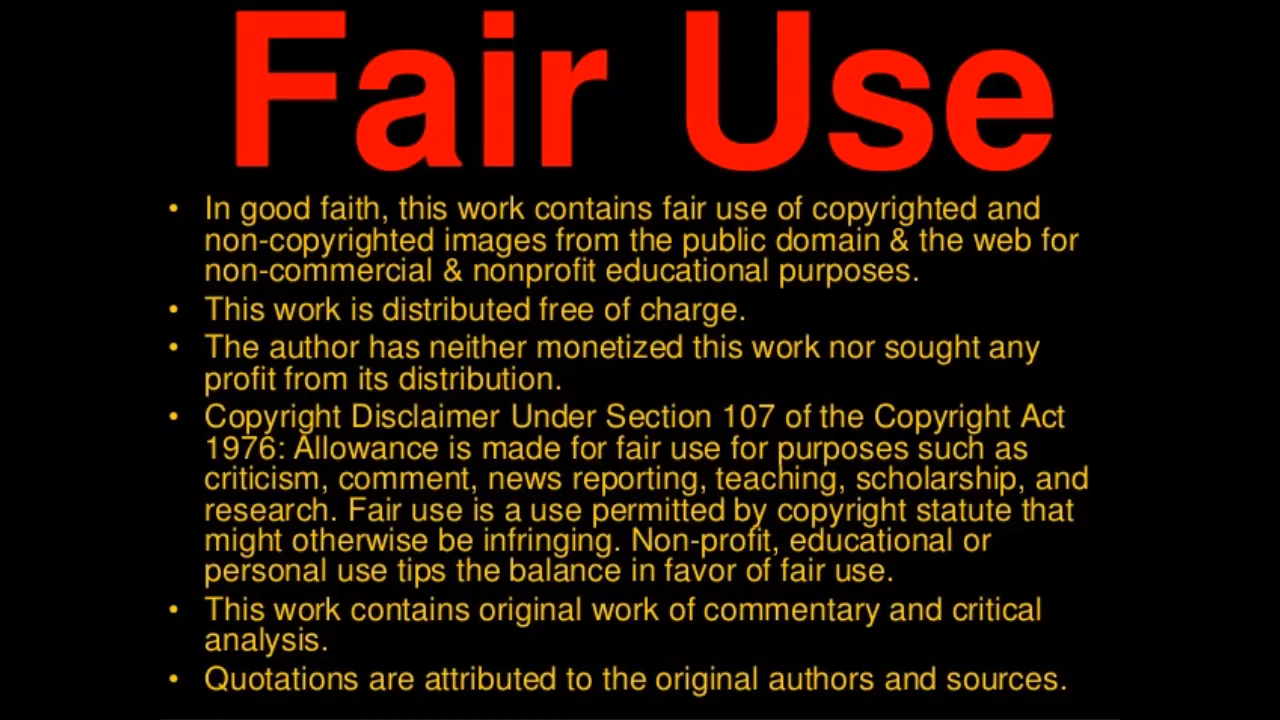 Fair Use
• In good faith, this work contains fair use of copyrighted and
non-copyrighted images from the public domain & the web for
non-commercial & nonprofit educational purposes.
• This work is distributed free of charge.
• The author has neither monetized this work nor sought any
profit from its distribution.
• Copyright Disclaimer Under Section 107 of the Copyright Act
1976: Allowance is made for fair use for purposes such as
criticism, comment, news reporting, teaching, scholarship, and
research. Fair use is a use permitted by copyright statute that
might otherwise be infringing. Non-profit, educational or
personal use tips the balance in favor of fair use.
• This work contains original work of commentary and critical
analysis.
• Quotations are attributed to the original authors and sources.